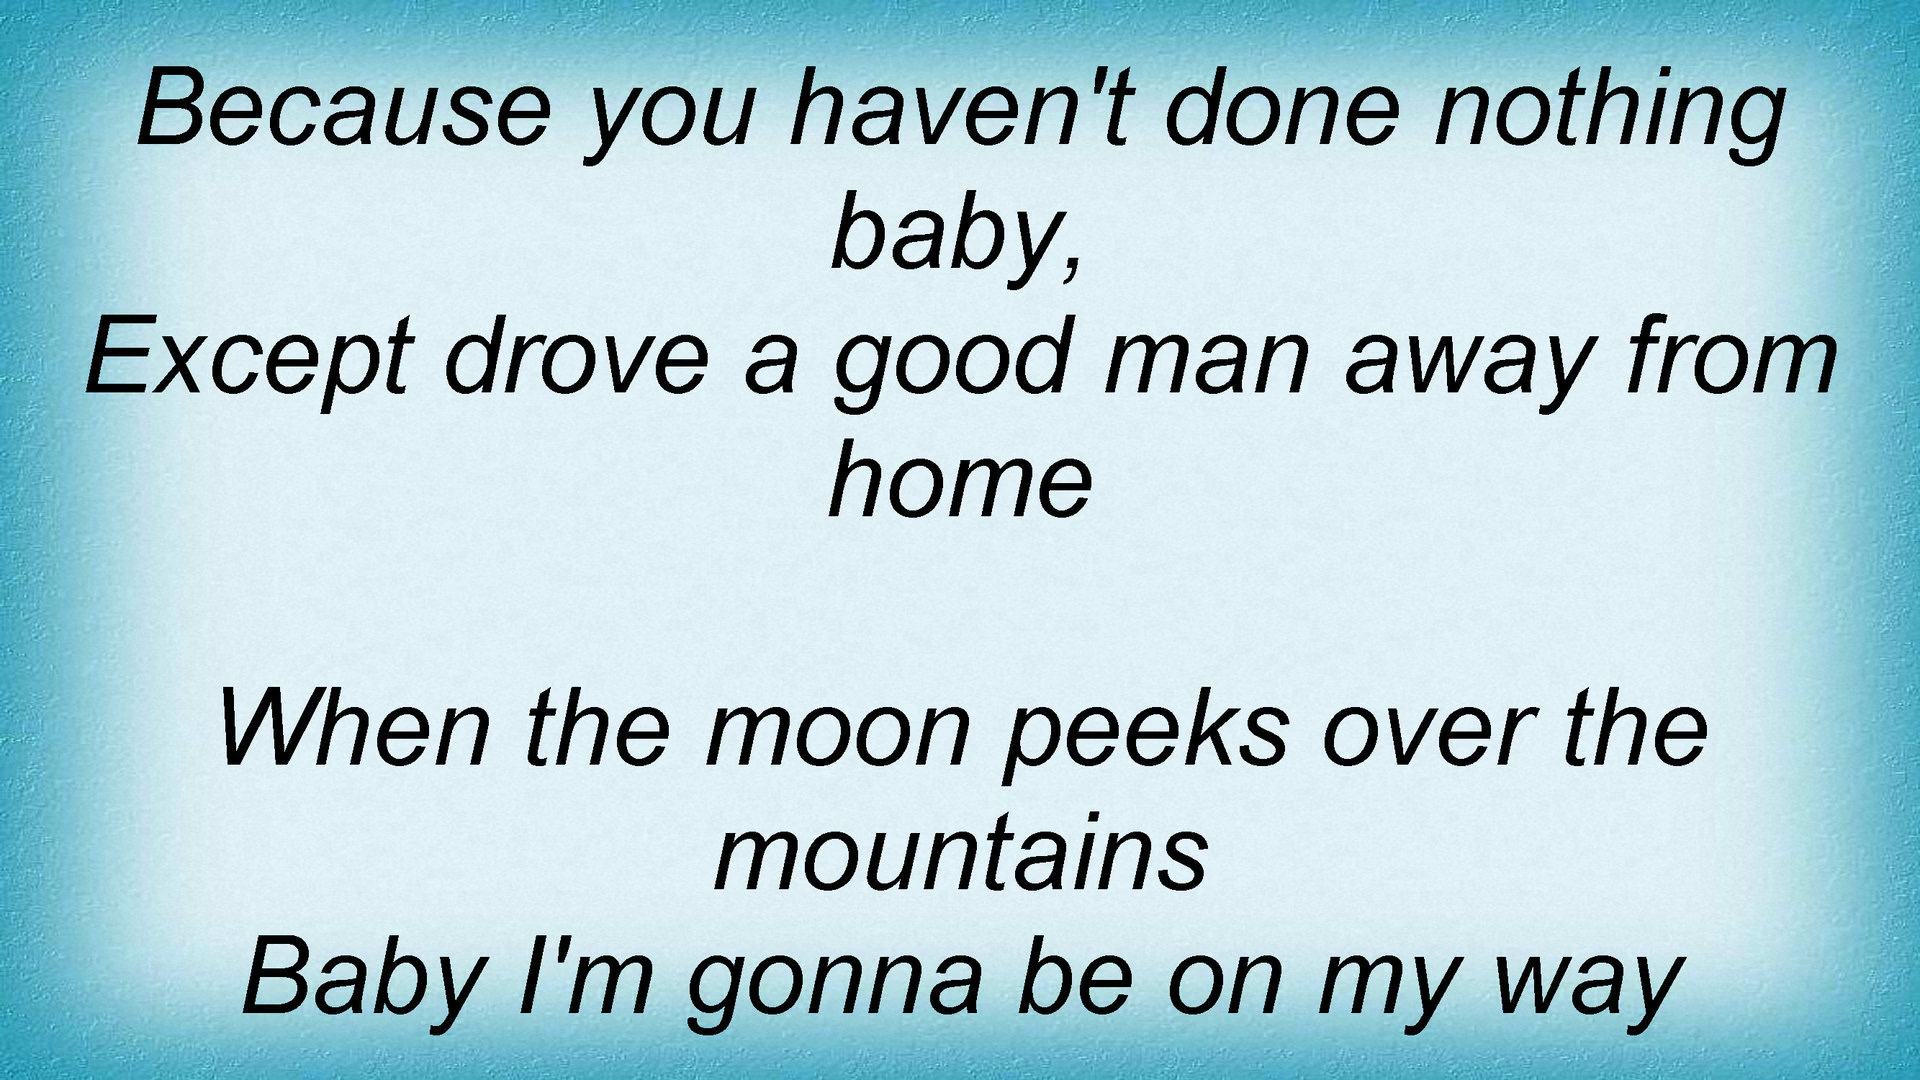 Because you haven't done nothing
baby,
Except drove a good man away from
home
When the moon peeks over the
mountains
Baby I'm gonna be on my way